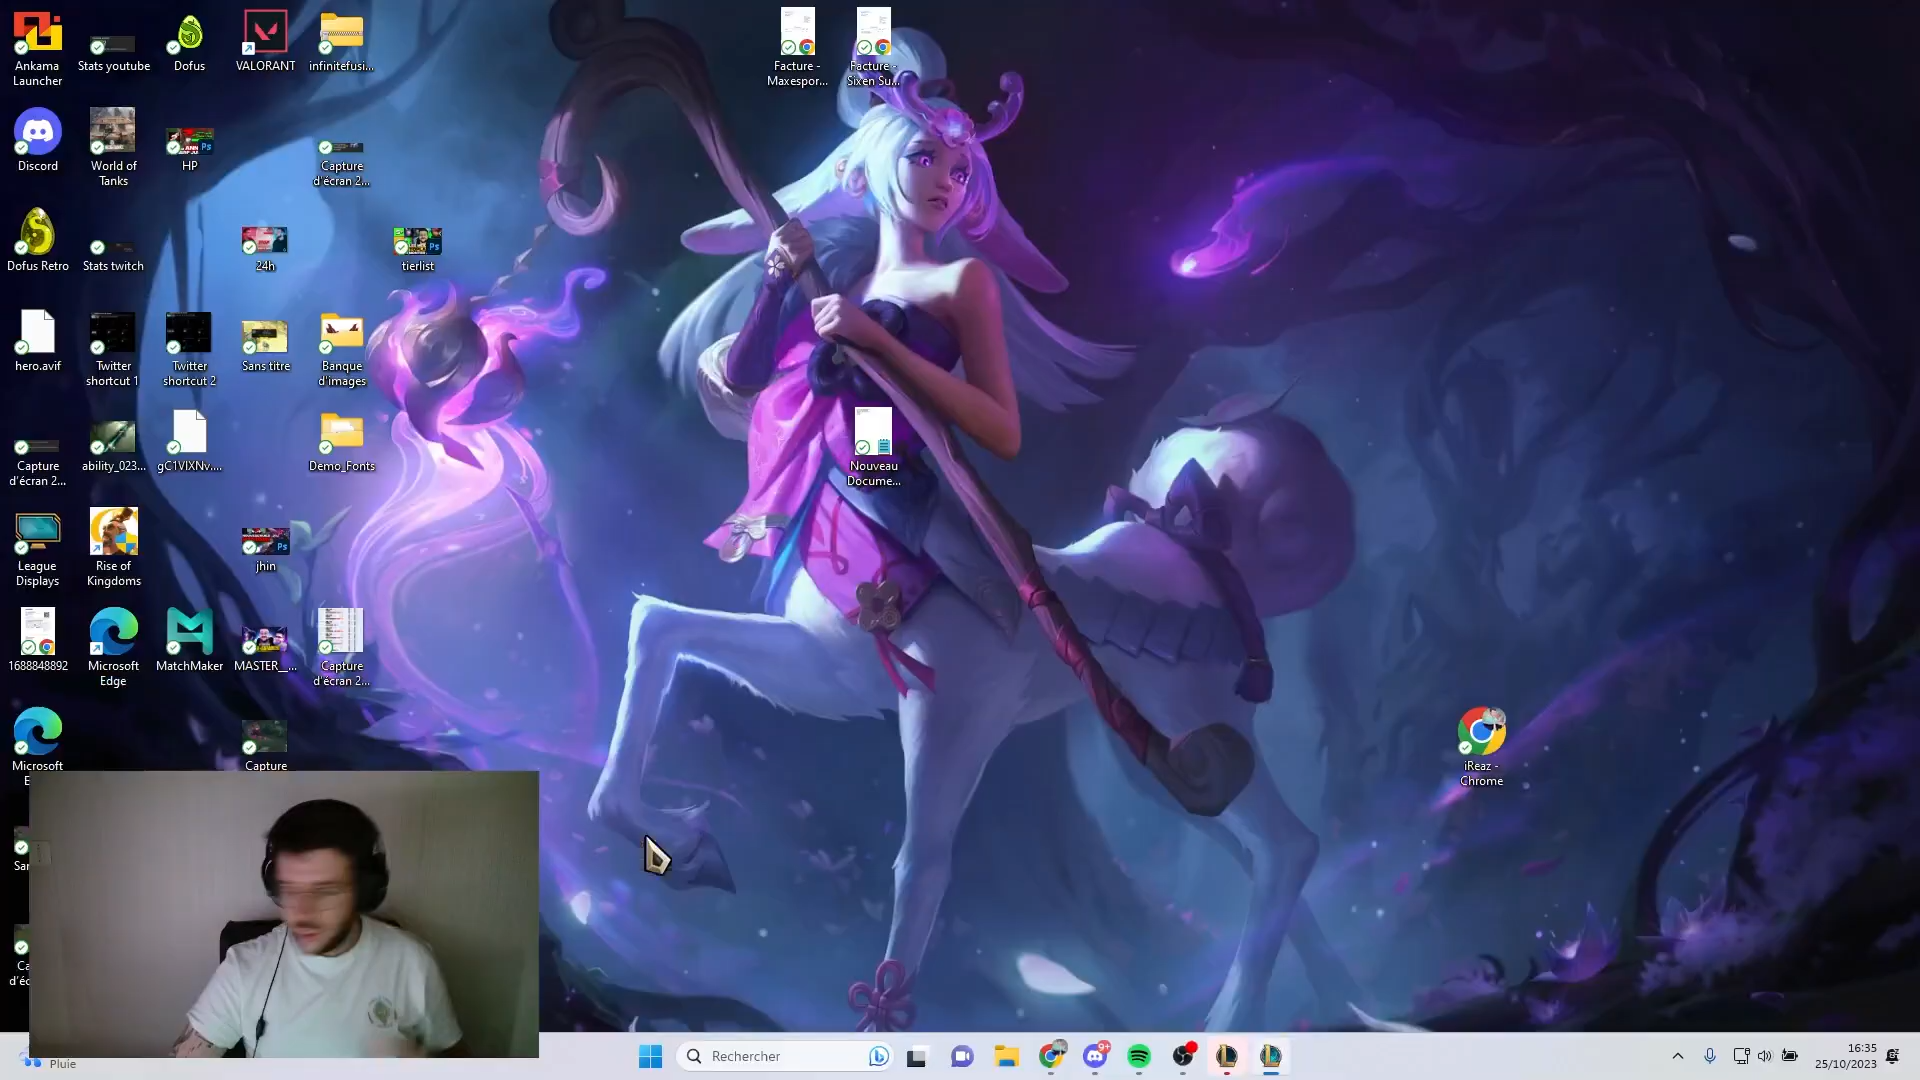 Ankama
Launcher
Stats youtube
Dofus
VALORANT
infinitefusi...
Facture -
Maxespor...
Facture -
Sixen Su...
Discord
World of
Tanks
HP
Capture
d'écran 2...
Dofus Retro
Stats twitch
24h
tierlist
hero.avif
Twitter
shortcut 1
Twitter
shortcut 2
Sans titre
Banque
d'images
Capture
d'écran 2...
ability_023...
gC1VIXNv....
Demo_Fonts
Nouveau
Docume...
League
Displays
Rise of
Kingdoms
jhin
1688848892
Microsoft
Edge
MatchMaker
MASTER_...
Capture
d'écran 2...
Microsoft
Capture
iReaz -
Chrome
Pluie
Rechercher
9+
16:35
25/10/2023